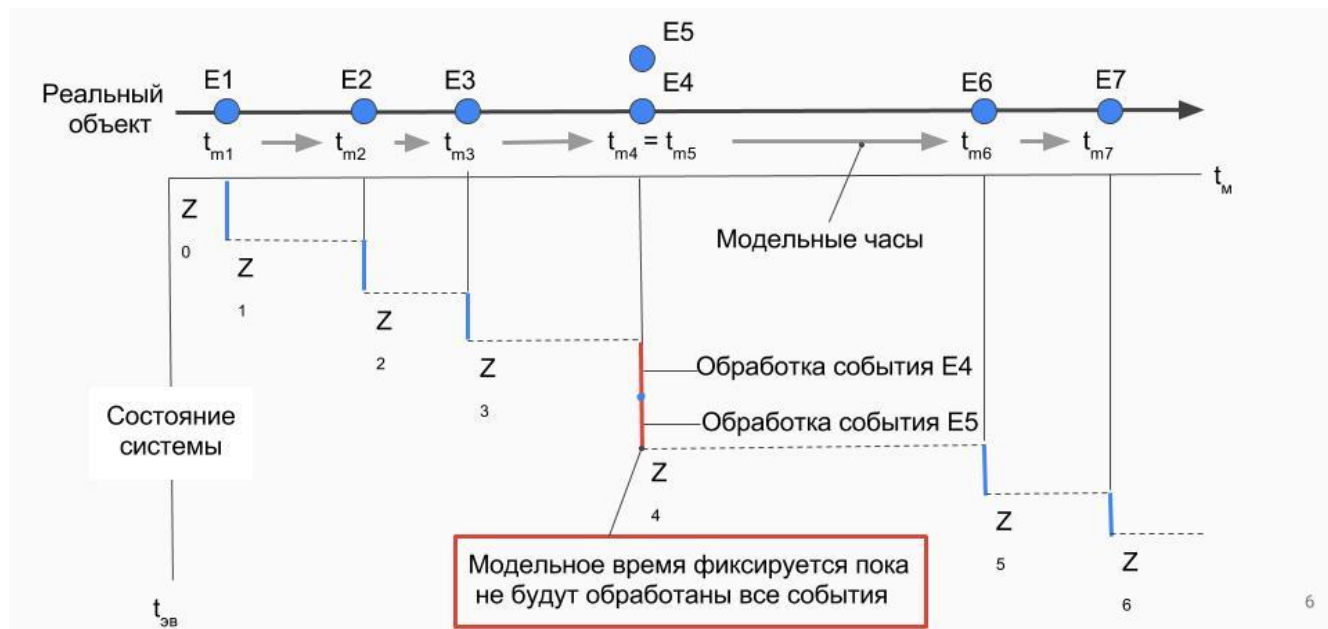 E5
E1 E2 E3 E4 E6 E7
Реальный
объект
tm1 tm2 tm3 tm4 = tm5 tm6 tm7
tм
Z
0
Модельные часы
Z
1
Z
2
Z
3
Обработка события E4
Обработка события E5
Состояние
системы
Z
4
Z
5
Модельное время фиксируется пока
не будут обработаны все события
Z
6
tэв
6